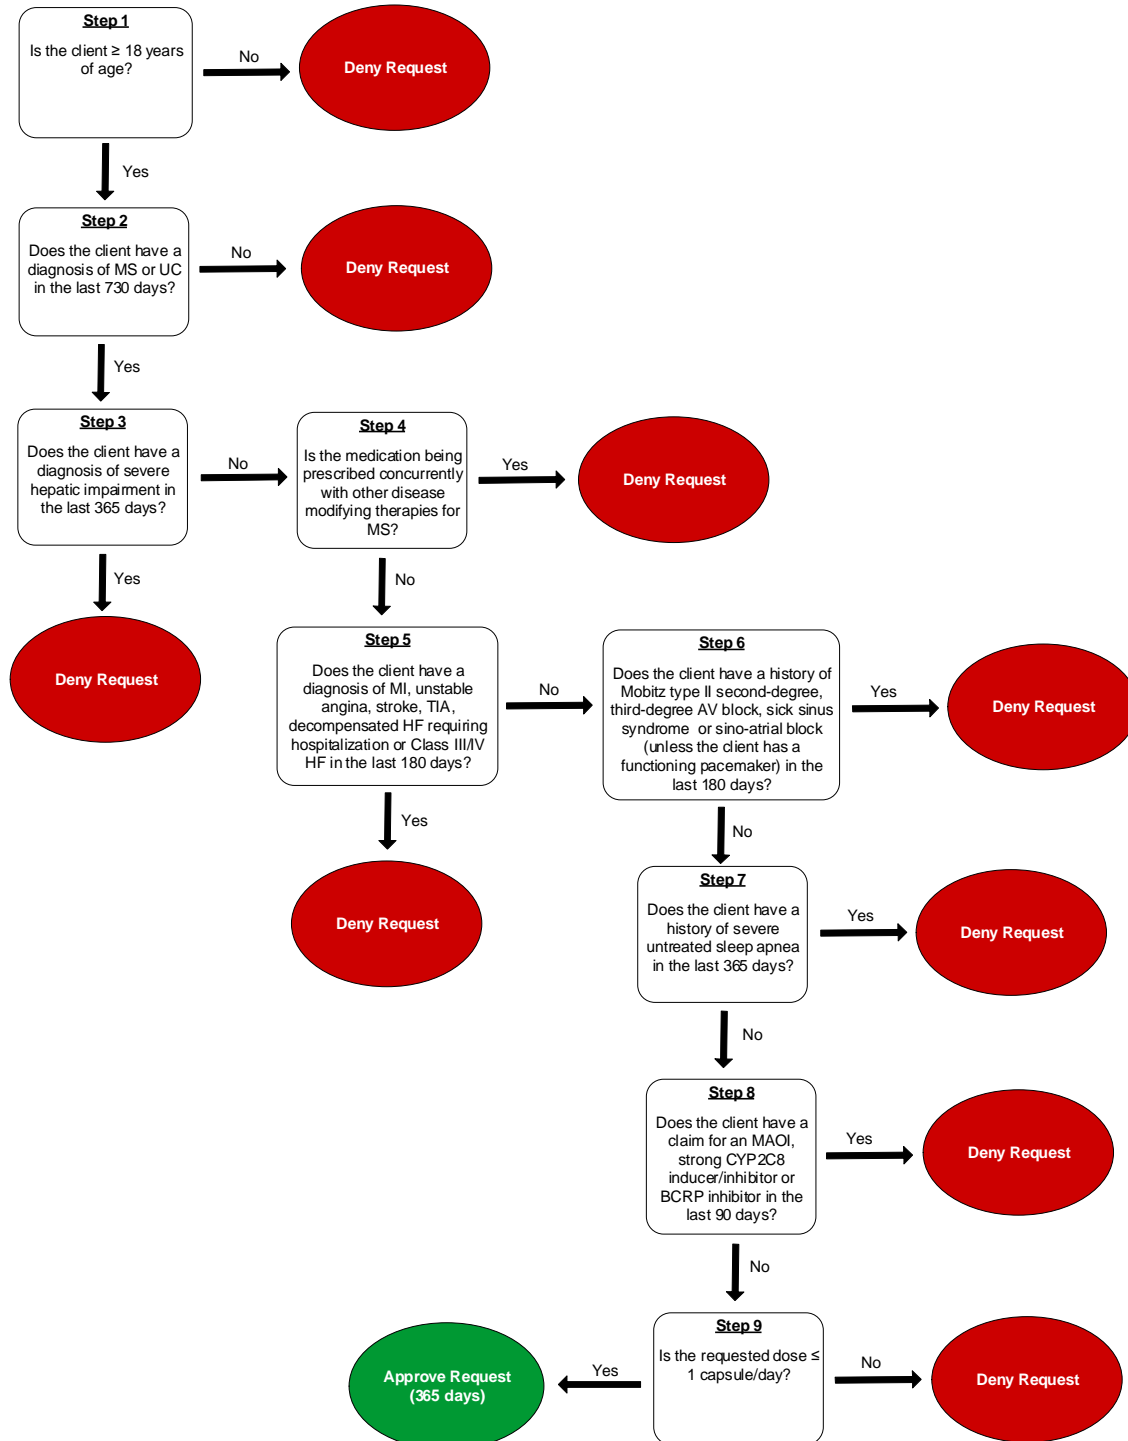 Step 1
Is the client ≥ 18 years
of age?
No
Deny Request
Yes
Step 2
Does the client have a
diagnosis of MS or UC
in the last 730 days?
No
Deny Request
Yes
Step 3
Does the client have a
diagnosis of severe
hepatic impairment in
the last 365 days?
No
Yes
Deny Request
Step 4
Is the medication being
prescribed concurrently
with other disease
modifying therapies for
MS?
Yes
Deny Request
No
Step 5
Does the client have a
diagnosis of MI, unstable
angina, stroke, TIA,
decompensated HF requiring
hospitalization or Class III/IV
HF in the last 180 days?
No
Yes
Deny Request
Step 6
Does the client have a history of
Mobitz type II second-degree,
third-degree AV block, sick sinus
syndrome or sino-atrial block
(unless the client has a
functioning pacemaker) in the
last 180 days?
Yes
Deny Request
No
Step 7
Does the client have a
history of severe
untreated sleep apnea
in the last 365 days?
Yes
Deny Request
No
Step 8
Does the client have a
claim for an MAOI,
strong CYP2C8
inducer/inhibitor or
BCRP inhibitor in the
last 90 days?
Yes
Deny Request
No
Step 9
Is the requested dose ≤
1 capsule/day?
Yes
Approve Request
(365 days)
No
Deny Request